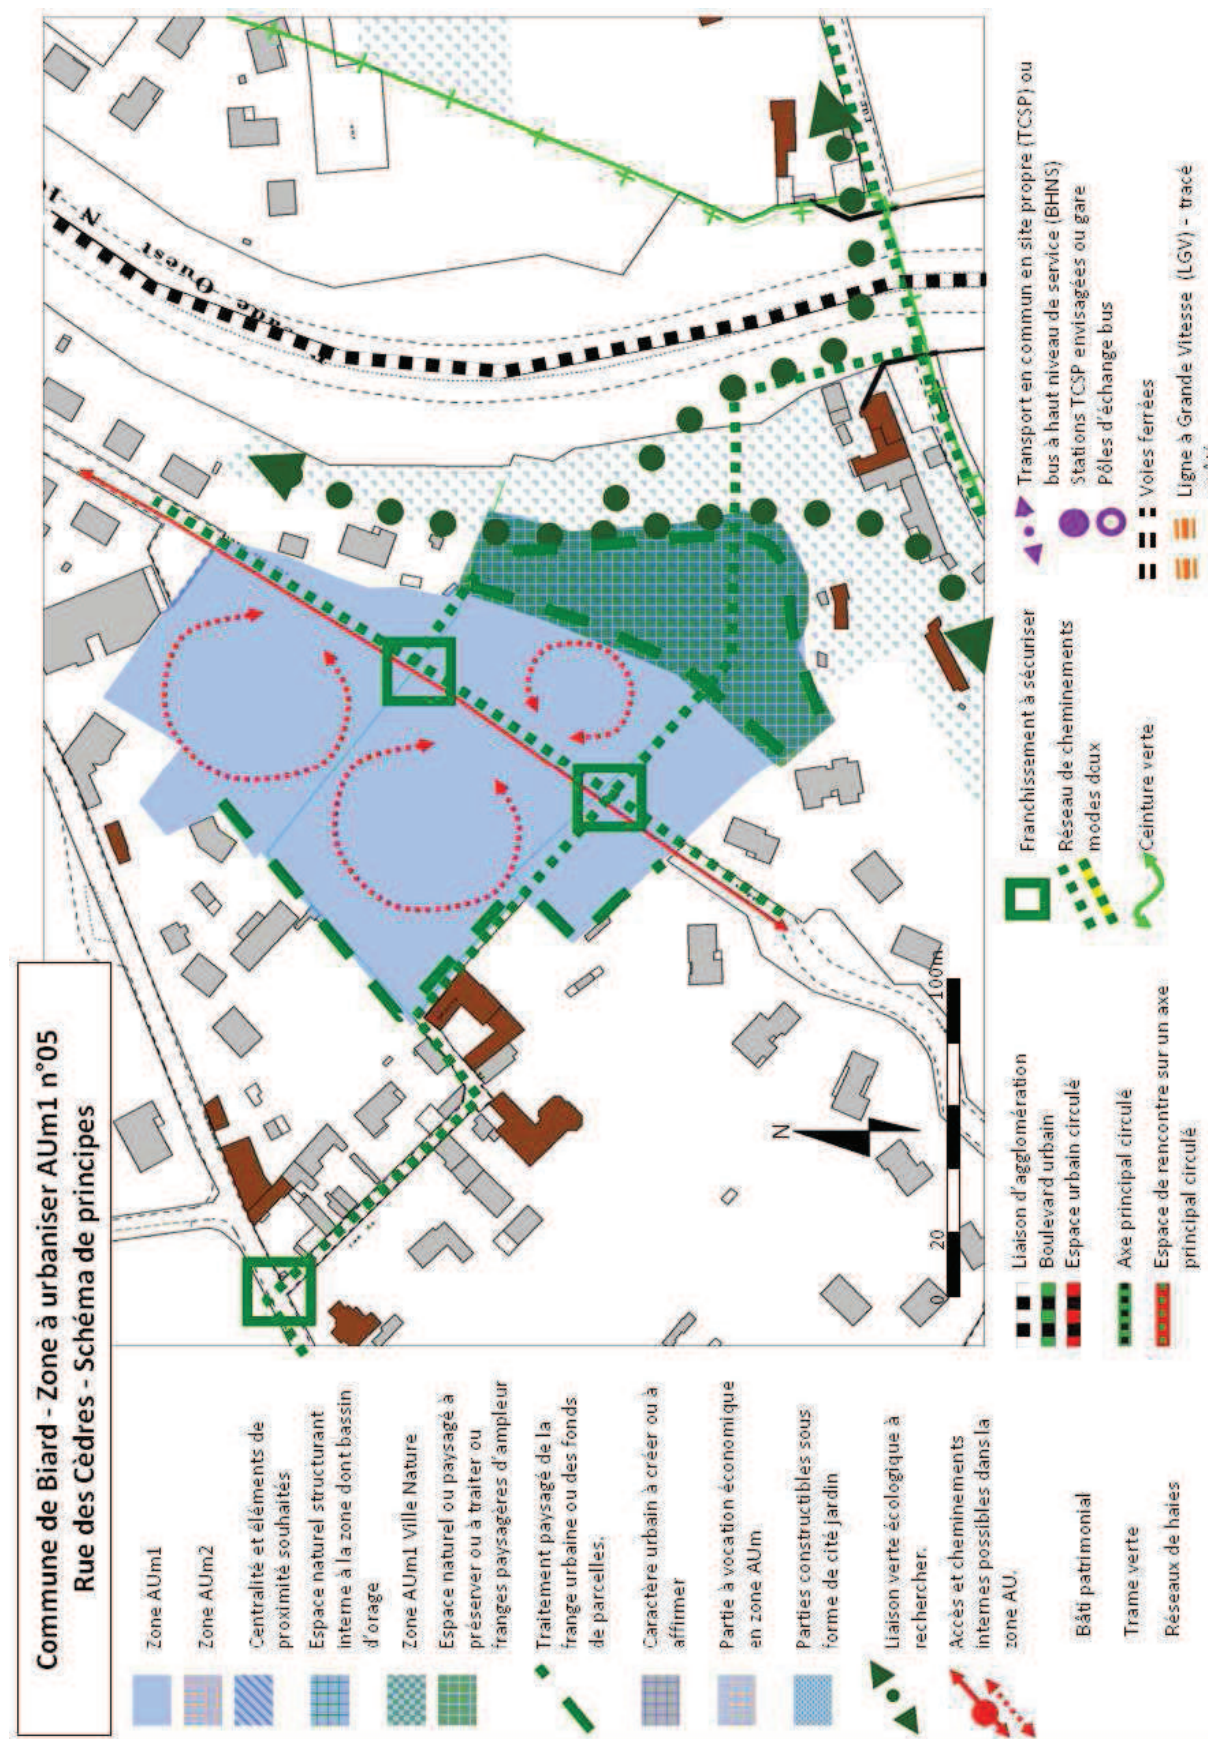 Commune de Biard - Zone à urbaniser AUm1 n°05
Rue des Cèdres - Schéma de principes
Ouest
N
0
20
100m
Zone AUm1
Zone AUm2
Centralité et eléments de
proximité souhaités
Espace naturel structurant
interne à la zone dont bassin
d'orage
Zone AUm1 Ville Nature
Espace naturel ou paysagé à
préserver ou à traiter ou
franges paysagères d'ampleur
Traitement paysagé de la
frange urbaine ou des fonds
de parcelles.
Caractère urbain à créer ou à
affirmer
Partie à vocation économique
en zone AUm
Parties constructibles sous
forme de cité jardin
Liaison verte écologique à
rechercher.
Accès et cheminements
internes possibles dans la
zone AU.
Bâti patrimonial
Trame verte
Réseaux de haies
Liaison d'agglomération
Boulevard urbain
Espace urbain circulé
Axe principal circulé
Espace de rencontre sur un axe
principal circulé
Franchissement à sécuriser
Réseau de cheminements
modes doux
Ceinture verte
Transport en commun en site propre (TCSP) ou
bus à haut niveau de service (BHNS)
Stations TCSP envisagées ou gare
Pôles d'échange bus
Voies ferrées
Ligne à Grande Vitesse (LGV) - tracé